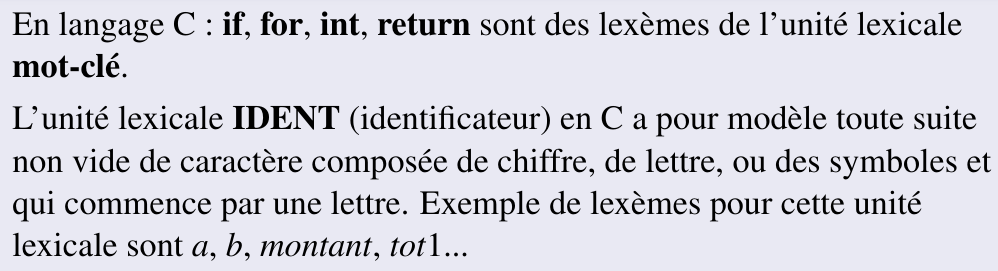 En langage C : if, for, int, return sont des lexèmes de l'unité lexicale
mot-clé.
L'unité lexicale IDENT (identificateur) en C a pour modèle toute suite
non vide de caractère composée de chiffre, de lettre, ou des symboles et
qui commence par une lettre. Exemple de lexèmes pour cette unité
lexicale sont a, b, montant, tot1...